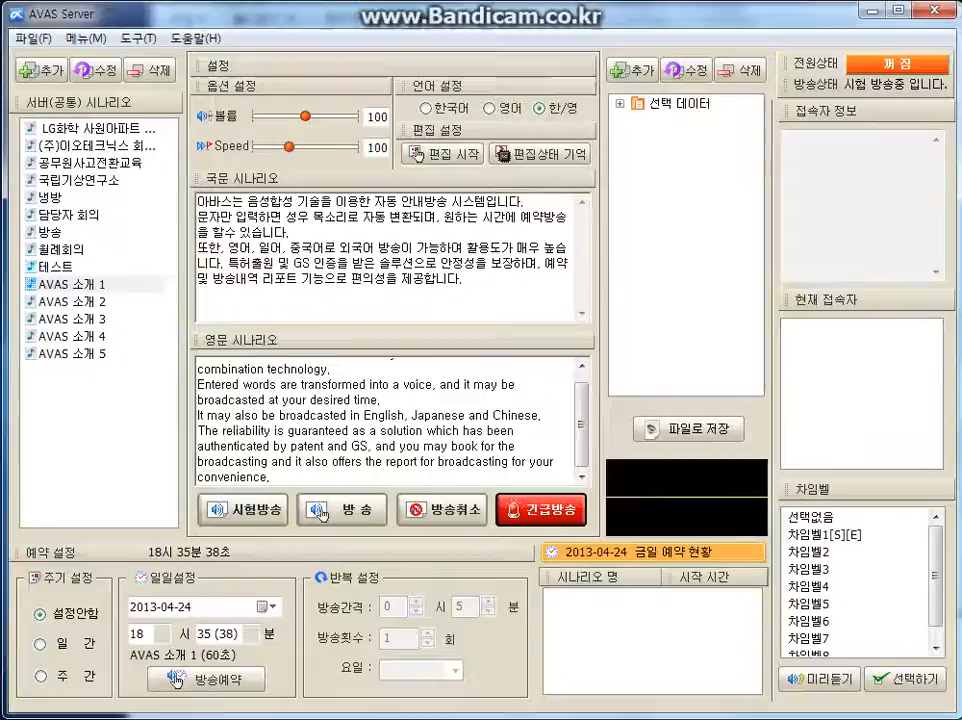 www.Bandicam.co.kr
AVAS Server
파일(F) 메뉴(M) 도구(T) 도움말(H)
추가 수정 삭제
서버(공통) 시나리오
LG화학 사원아파트 ...
(주)이오테크닉스 회...
공무원사고전환교육
국립기상연구소
냉방
담당자 회의
방송
월례회의
테스트
AVAS 소개 1
AVAS 소개 2
AVAS 소개 3
AVAS 소개 4
AVAS 소개 5
설정
옵션 설정
볼륨 100
Speed 100
언어 설정
한국어 영어 한/영
편집 설정
편집 시작 편집상태 기억
국문 시나리오
아바스는 음성합성 기술을 이용한 자동 안내방송 시스템입니다.
문자만 입력하면 성우 목소리로 자동 변환되며, 원하는 시간에 예약방송
을 할수 있습니다.
또한, 영어, 일어, 중국어로 외국어 방송이 가능하며 활용도가 매우 높습
니다. 특허출원 및 GS 인증을 받은 솔루션으로 안정성을 보장하며, 예약
및 방송내역 리포트 기능으로 편의성을 제공합니다.
영문 시나리오
combination technology.
Entered words are transformed into a voice, and it may be
broadcasted at your desired time.
It may also be broadcasted in English, Japanese and Chinese.
The reliability is guaranteed as a solution which has been
authenticated by patent and GS, and you may book for the
broadcasting and it also offers the report for broadcasting for your
convenience.
시험방송 방 송 방송취소 긴급방송
추가 수정 삭제
선택 데이터
파일로 저장
전원상태 꺼 짐
방송상태 시험 방송중 입니다.
접속자 정보
현재 접속자
차임벨
선택없음
차임벨1[S][E]
차임벨2
차임벨3
차임벨4
차임벨5
차임벨6
차임벨7
차임벨8
미리듣기 선택하기
예약 설정 18시 35분 38초
주기 설정
설정안함
일 간
주 간
일일설정
2013-04-24
18 시 35 (38) 분
AVAS 소개 1 (60초)
방송예약
반복 설정
방송간격 : 0 시 5 분
방송횟수 : 1 회
요일 :
2013-04-24 금일 예약 현황
시나리오 명 시작 시간